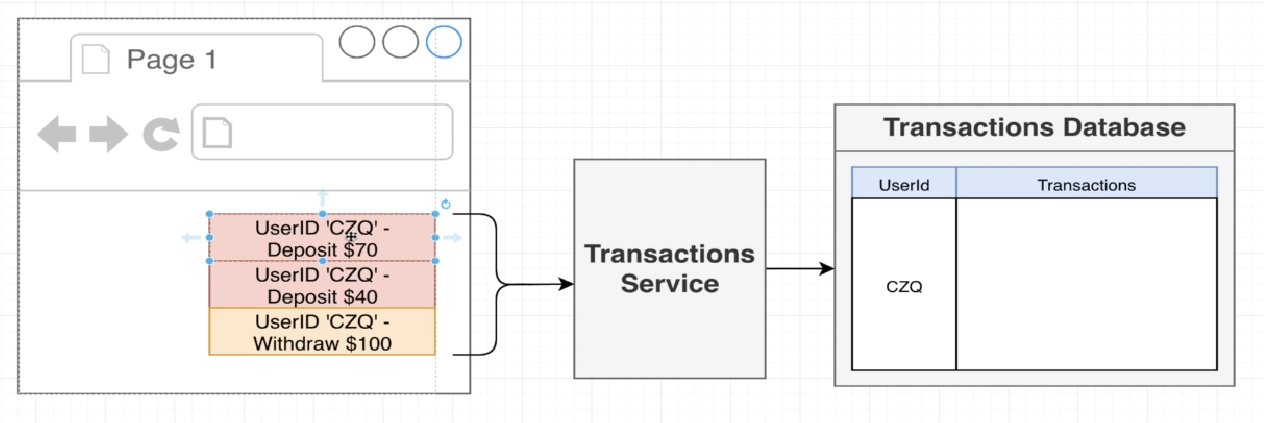 Page 1
UserID 'CZQ' -
Deposit $70
UserID 'CZQ' -
Deposit $40
UserID 'CZQ' -
Withdraw $100
Transactions
Service
Transactions Database
UserId
Transactions
CZQ